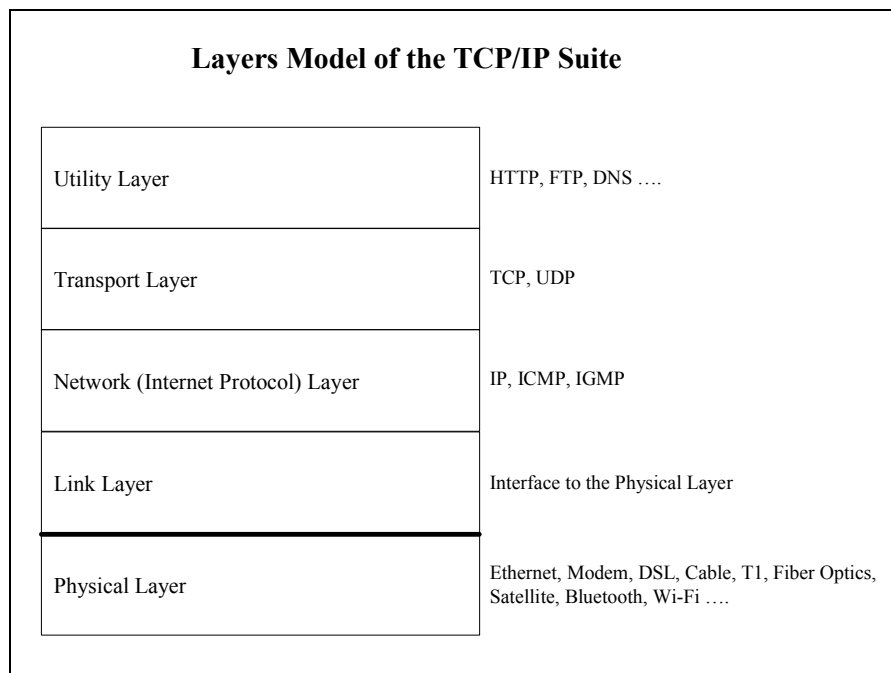 Layers Model of the TCP/IP Suite
Utility Layer
HTTP, FTP, DNS ….
Transport Layer
TCP, UDP
Network (Internet Protocol) Layer
IP, ICMP, IGMP
Link Layer
Interface to the Physical Layer
Physical Layer
Ethernet, Modem, DSL, Cable, T1, Fiber Optics,
Satellite, Bluetooth, Wi-Fi ….